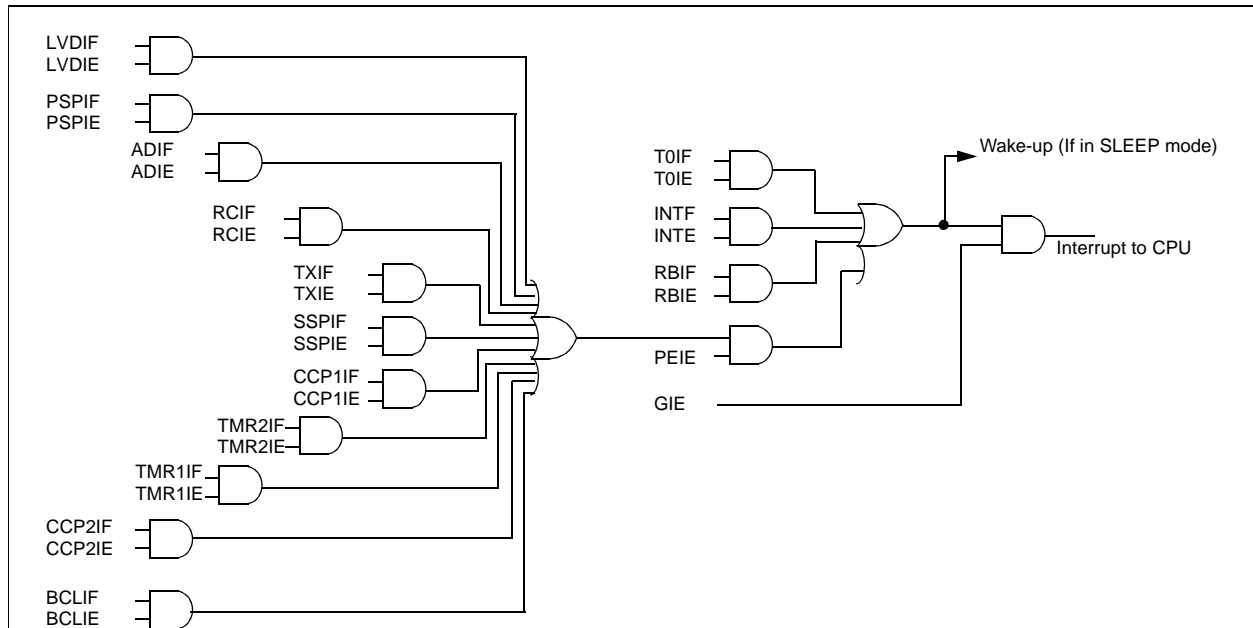 LVDIF
LVDIE
PSPIF
PSPIE
ADIF
ADIE
RCIF
RCIE
TXIF
TXIE
SSPIF
SSPIE
CCP1IF
CCP1IE
TMR2IF
TMR2IE
TMR1IF
TMR1IE
CCP2IF
CCP2IE
BCLIF
BCLIE
T0IF
T0IE
INTF
INTE
RBIF
RBIE
PEIE
GIE
Wake-up (If in SLEEP mode)
Interrupt to CPU